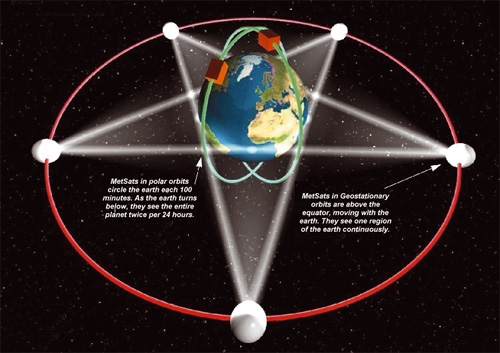 MetSats in polar orbits
circle the earth each 100
minutes. As the earth turns
below, they see the entire
planet twice per 24 hours.
MetSats in Geostationary
orbits are above the
equator, moving with the
earth. They see one region
of the earth continuously.